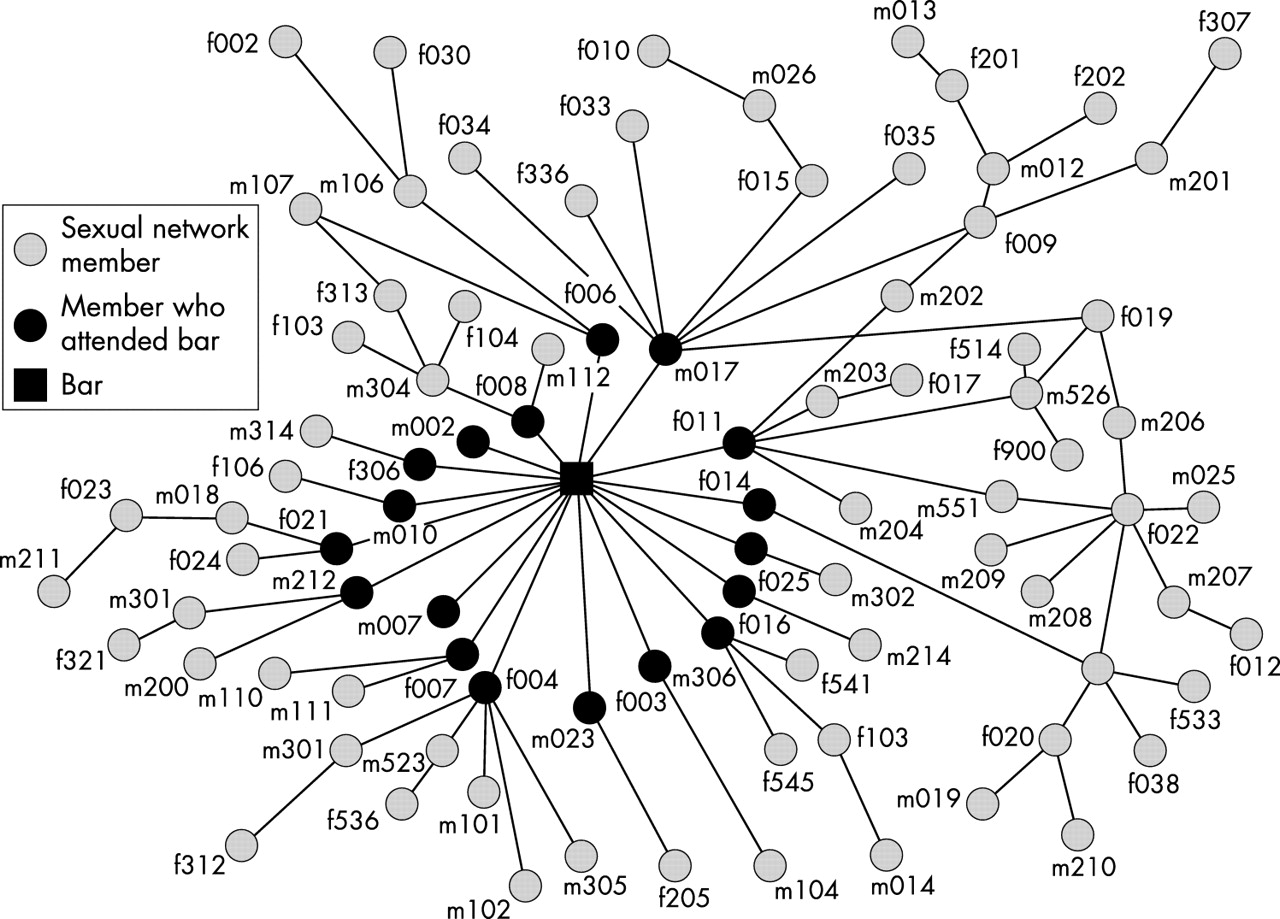 m013
f307
f002
f030
f010
f201
m026
f202
f033
f034
f035
f336
f015
m012
m107
m106
m201
Sexual network
member
f009
Member who
attended bar
Bar
f313
f006
m202
f019
f103
f104
f514
m304
f008
m112
m017
m203
f017
m526
m314
m002
f011
m206
f306
f900
f106
f014
m025
f023
m018
f021
m010
m551
m204
f022
m211
f024
m209
m212
f025
m302
m207
m301
m007
f016
m208
f321
m214
f012
m200
m110
f007
f004
m306
f541
m111
f003
f533
m301
m523
m023
f103
f020
f545
f038
f536
m101
m019
f312
m305
f205
m104
m014
m210
m102